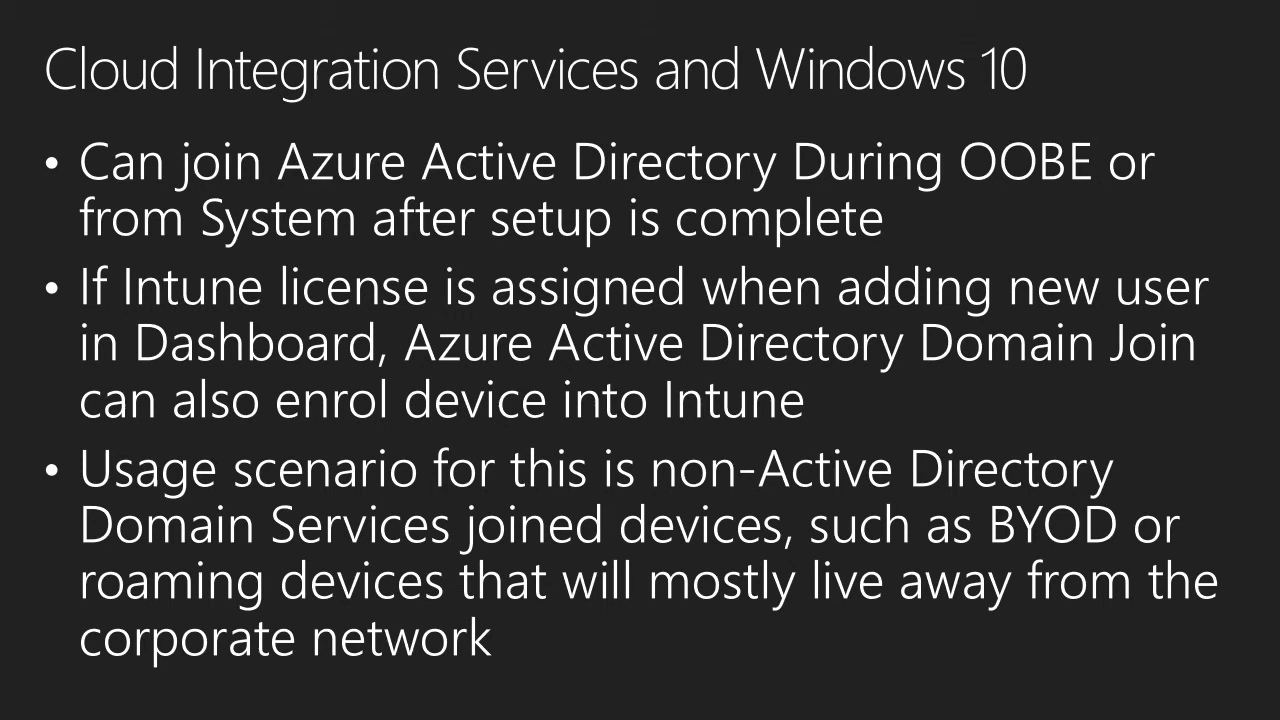 Cloud Integration Services and Windows 10
• Can join Azure Active Directory During OOBE or
from System after setup is complete
• If Intune license is assigned when adding new user
in Dashboard, Azure Active Directory Domain Join
can also enrol device into Intune
• Usage scenario for this is non-Active Directory
Domain Services joined devices, such as BYOD or
roaming devices that will mostly live away from the
corporate network